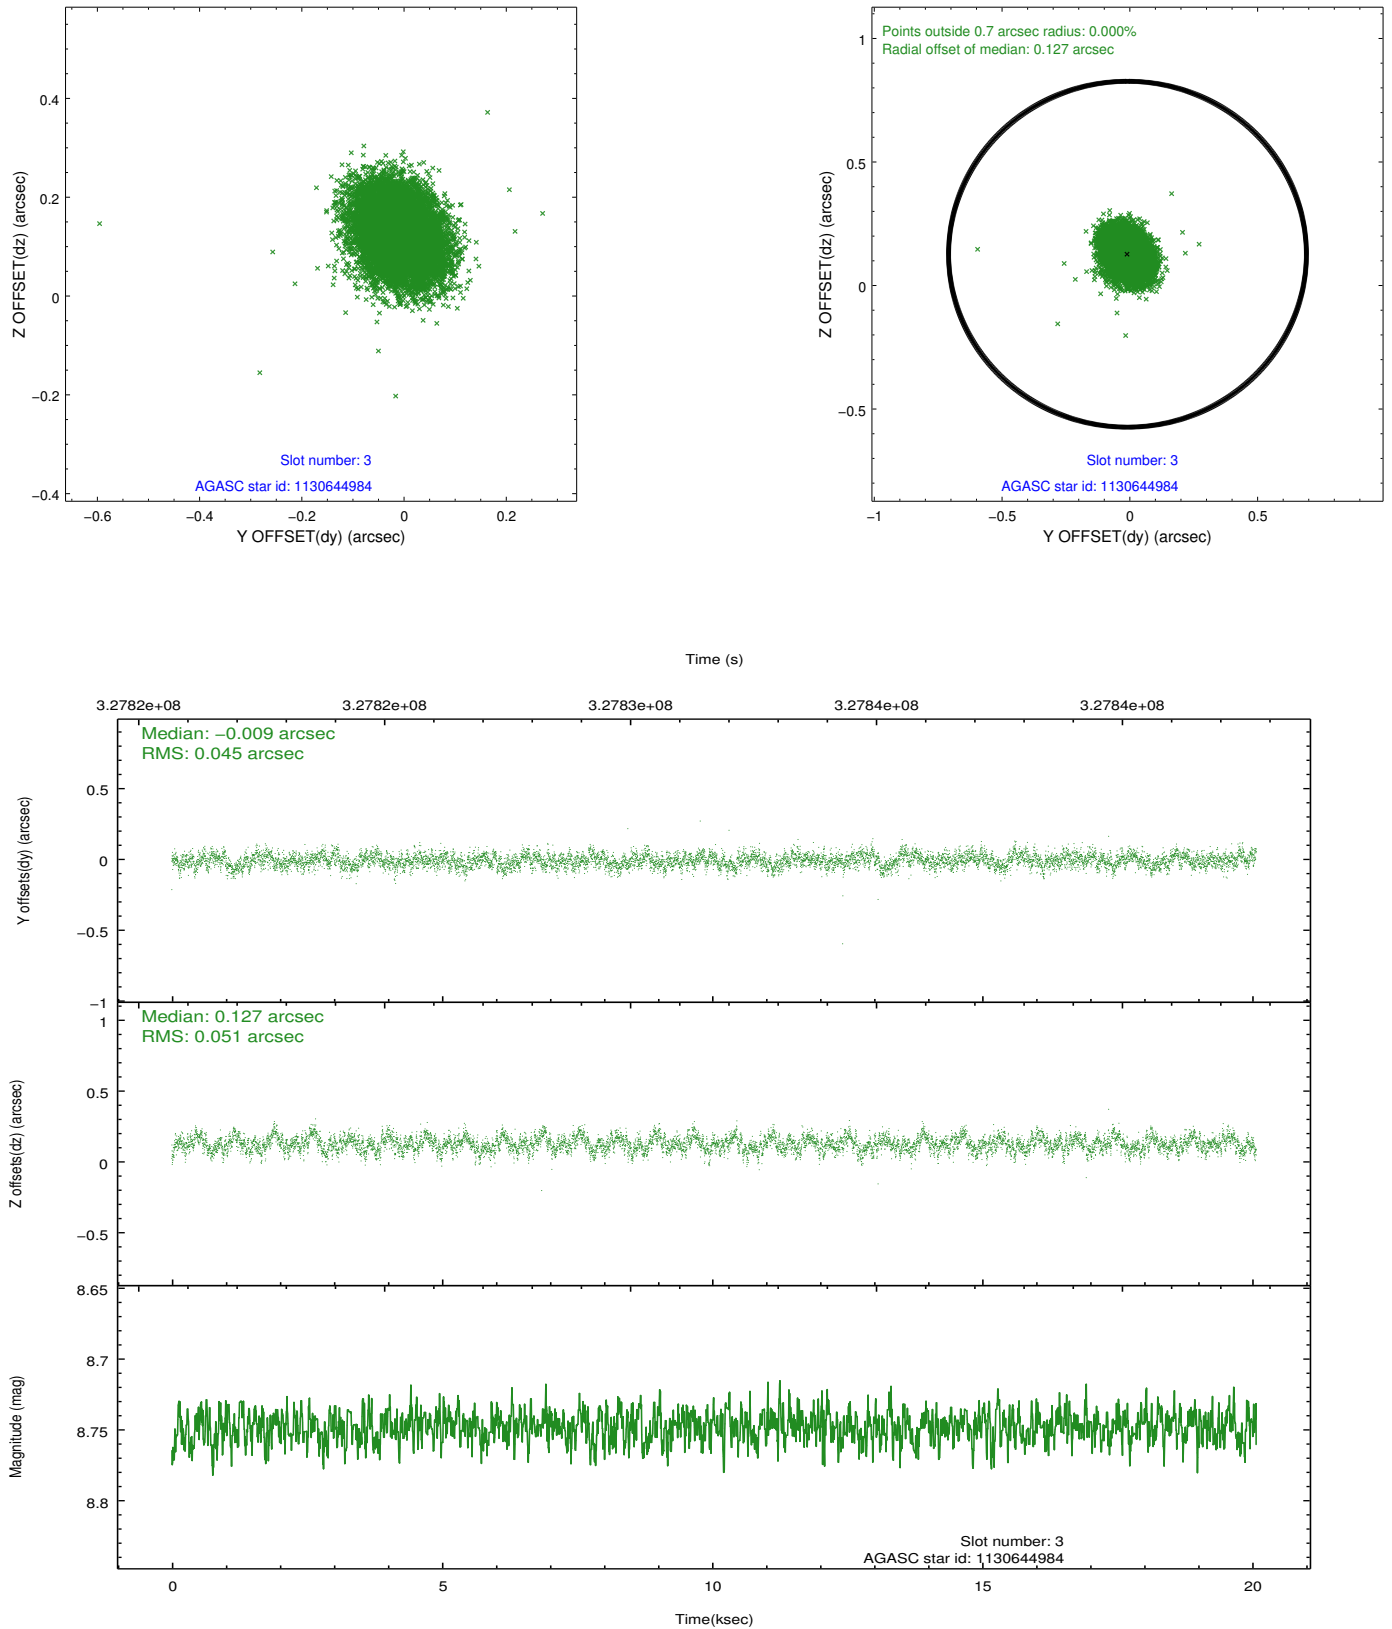 Z OFFSET(dz) (arcsec)
0.4
0.2
0
−0.2
−0.4
Slot number: 3
AGASC star id: 1130644984
−0.6
−0.4
−0.2
0
0.2
Y OFFSET(dy) (arcsec)
Points outside 0.7 arcsec radius: 0.000%
Radial offset of median: 0.127 arcsec
Z OFFSET(dz) (arcsec)
1
0.5
0
−0.5
Slot number: 3
AGASC star id: 1130644984
−1
−0.5
0
0.5
Y OFFSET(dy) (arcsec)
Time (s)
3.2782e+08
3.2782e+08
3.2783e+08
3.2784e+08
3.2784e+08
Median: −0.009 arcsec
RMS: 0.045 arcsec
Y offsets(dy) (arcsec)
0.5
0
−0.5
−1
Median: 0.127 arcsec
RMS: 0.051 arcsec
Z offsets(dz) (arcsec)
1
0.5
0
−0.5
Magnitude (mag)
8.65
8.7
8.75
8.8
Slot number: 3
AGASC star id: 1130644984
0
5
10
15
20
Time(ksec)